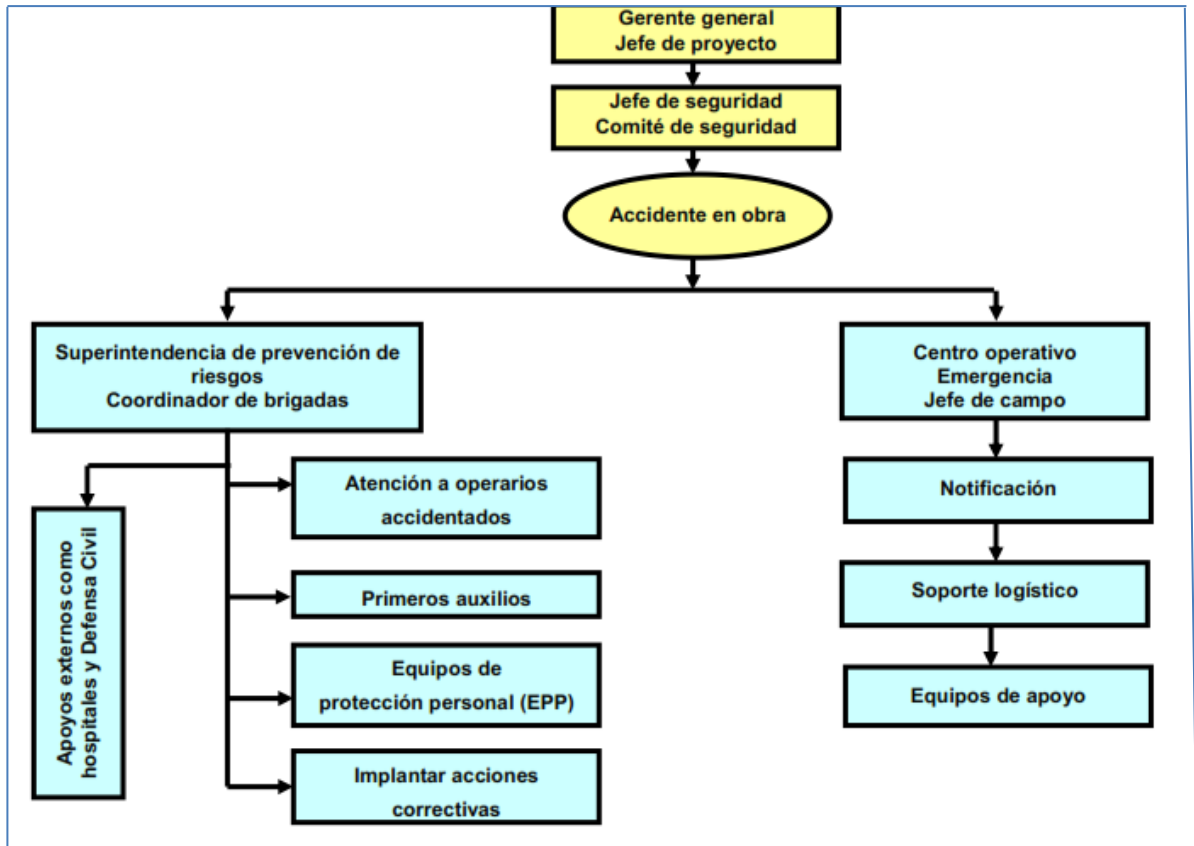 Gerente general
Jefe de proyecto
Jefe de seguridad
Comité de seguridad
Accidente en obra
Superintendencia de prevención de
riesgos
Coordinador de brigadas
Centro operativo
Emergencia
Jefe de campo
Apoyos externos como
hospitales y Defensa Civil
Atención a operarios
accidentados
Primeros auxilios
Equipos de
protección personal (EPP)
Implantar acciones
correctivas
Notificación
Soporte logístico
Equipos de apoyo